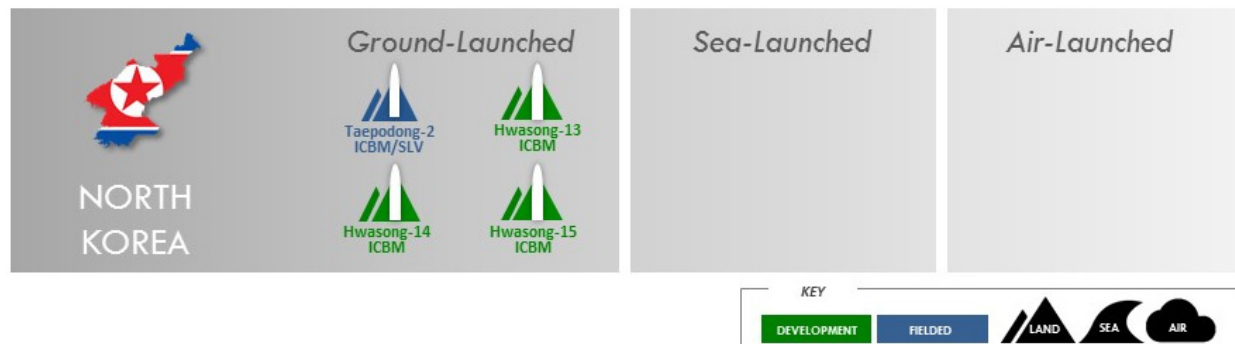 Ground-Launched
Sea-Launched
Air-Launched
Taepodong-2
ICBM/SLV
Hwasong-13
ICBM
NORTH
KOREA
Hwasong-14
ICBM
Hwasong-15
ICBM
KEY
DEVELOPMENT
FIELDED
LAND
SEA
AIR